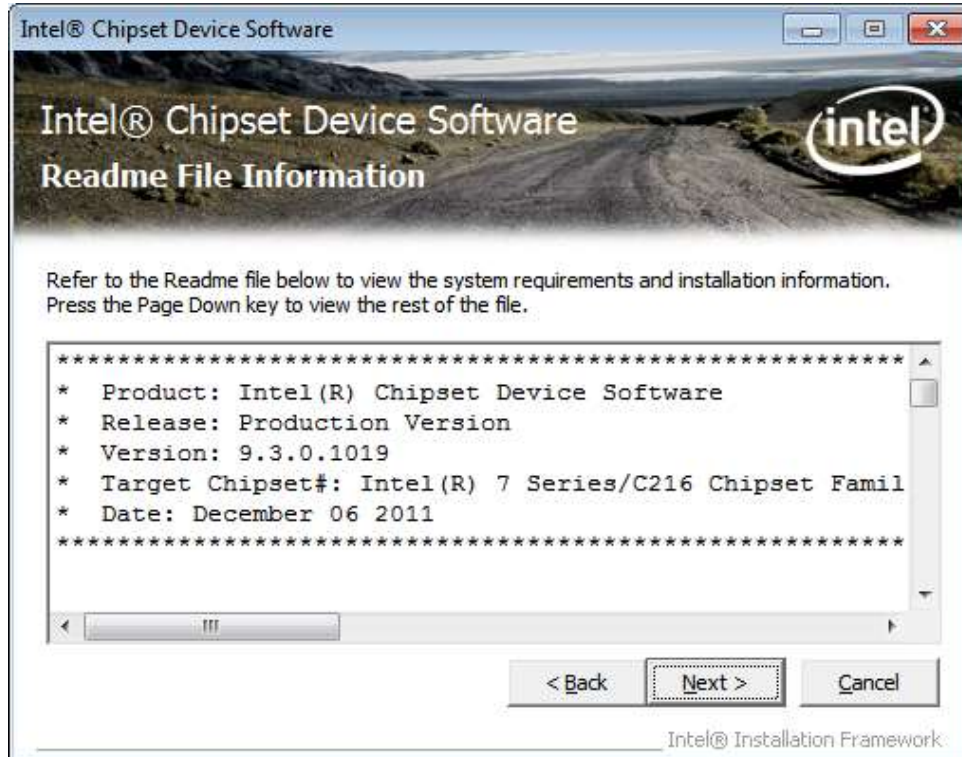 Intel® Chipset Device Software
Intel® Chipset Device Software
intel
Readme File Information
Refer to the Readme file below to view the system requirements and installation information.
Press the Page Down key to view the rest of the file.
********************************************************
* Product: Intel(R) Chipset Device Software
* Release: Production Version
* Version: 9.3.0.1019
* Target Chipset#: Intel(R) 7 Series/C216 Chipset Famil
* Date: December 06 2011
********************************************************
< Back
Next >
Cancel
Intel® Installation Framework